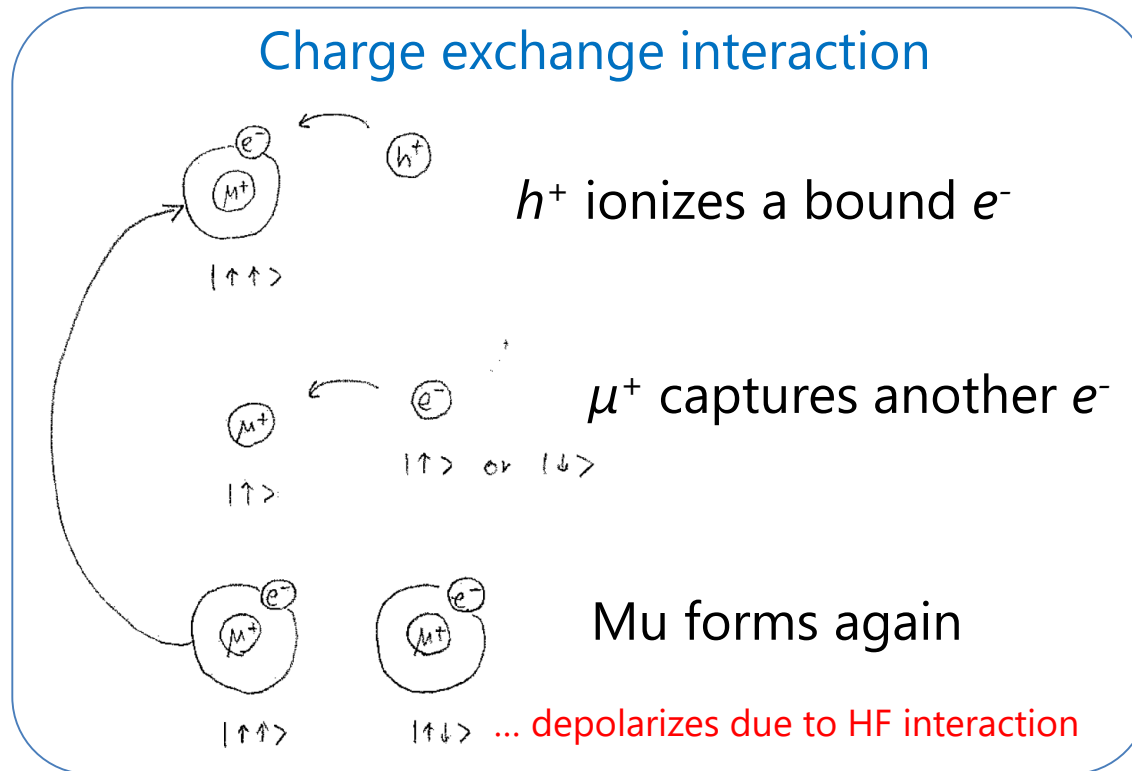 Charge exchange interaction
e⁻
h⁺
μ⁺
h⁺ ionizes a bound e⁻
|↑↑>
e⁻
μ⁺
μ⁺ captures another e⁻
|↑> or |↓>
|↑>
e⁻ e⁻
μ⁺ μ⁺
Mu forms again
|↑↑> |↑↓> ... depolarizes due to HF interaction